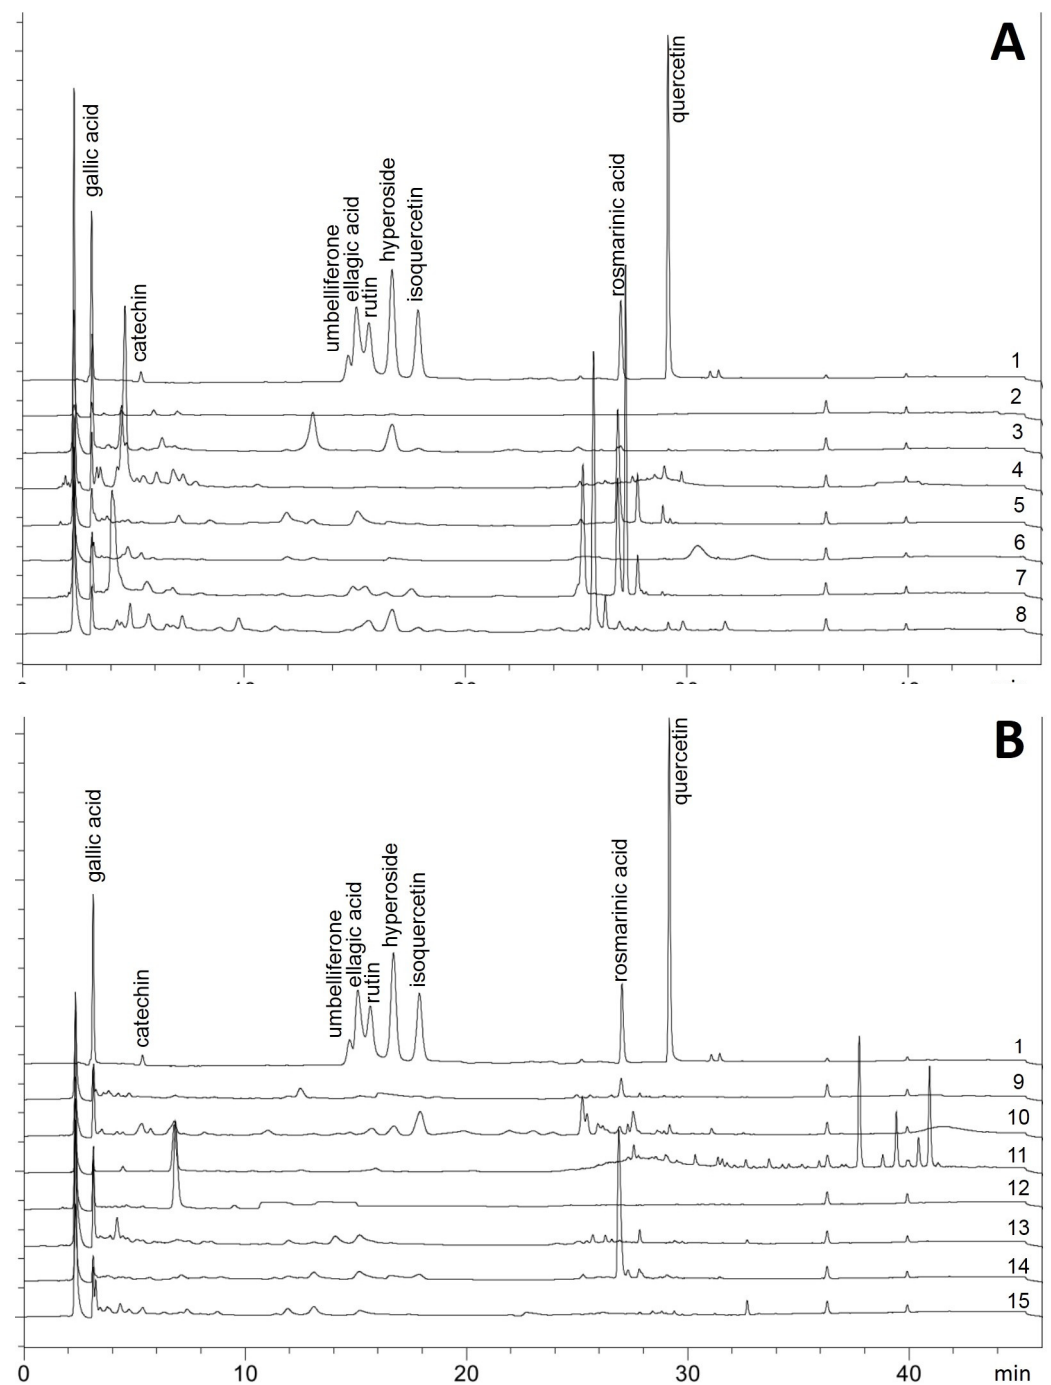 A
gallic acid
catechin
umbelliferone
ellagic acid
rutin
hyperoside
isoquercetin
rosmarinic acid
quercetin
1
2
3
4
5
6
7
8
B
gallic acid
catechin
umbelliferone
ellagic acid
rutin
hyperoside
isoquercetin
rosmarinic acid
quercetin
1
9
10
11
12
13
14
15
0 10 20 30 40 min